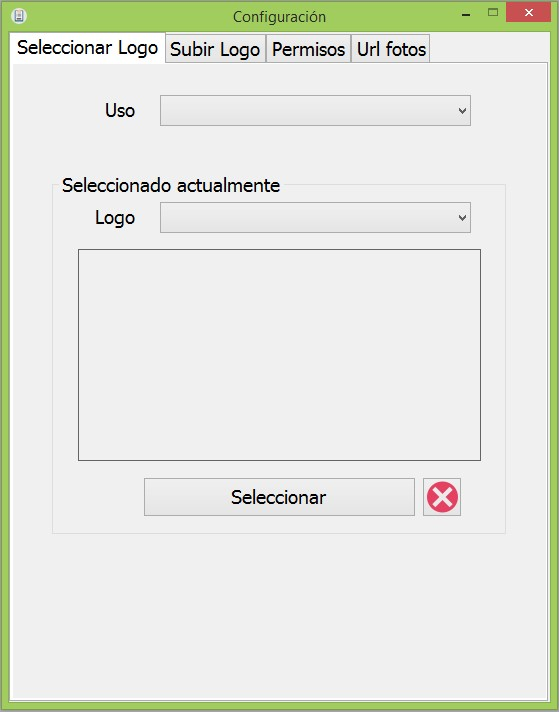 Configuración
Seleccionar Logo Subir Logo Permisos Url fotos
Uso
Seleccionado actualmente
Logo
Seleccionar